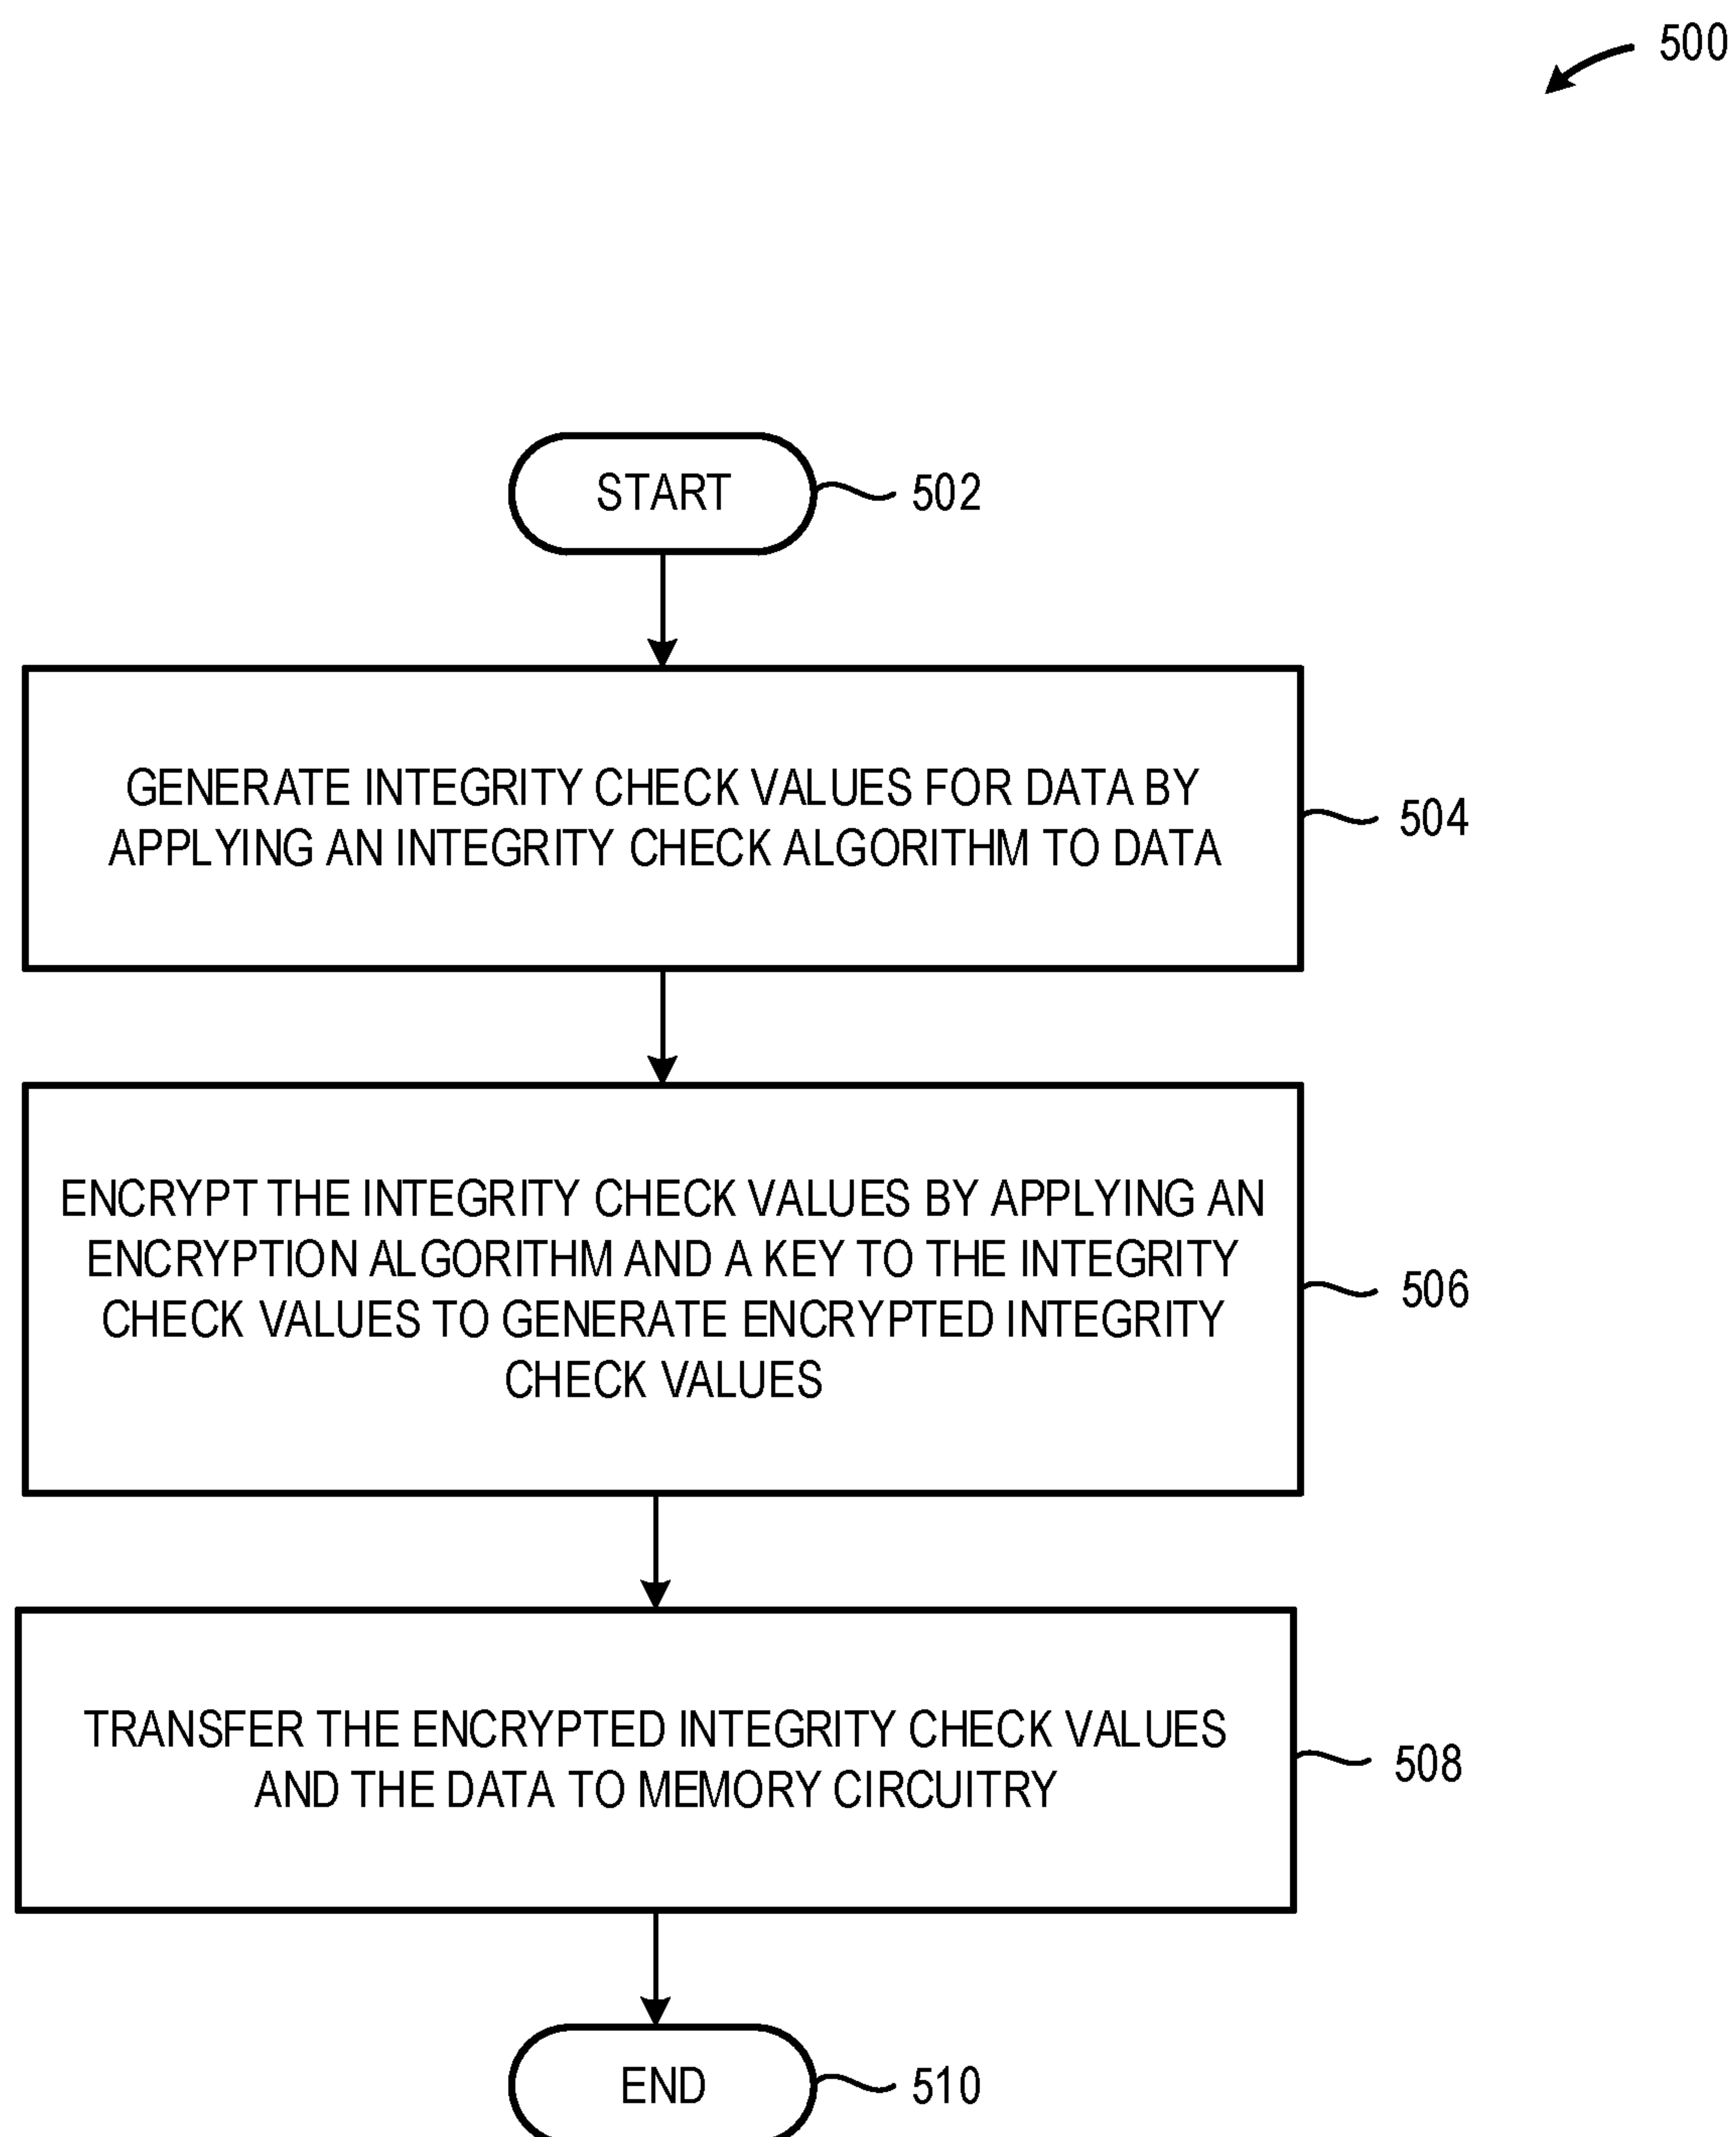 500
START
502
GENERATE INTEGRITY CHECK VALUES FOR DATA BY
APPLYING AN INTEGRITY CHECK ALGORITHM TO DATA
504
ENCRYPT THE INTEGRITY CHECK VALUES BY APPLYING AN
ENCRYPTION ALGORITHM AND A KEY TO THE INTEGRITY
CHECK VALUES TO GENERATE ENCRYPTED INTEGRITY
CHECK VALUES
506
TRANSFER THE ENCRYPTED INTEGRITY CHECK VALUES
AND THE DATA TO MEMORY CIRCUITRY
508
END
510